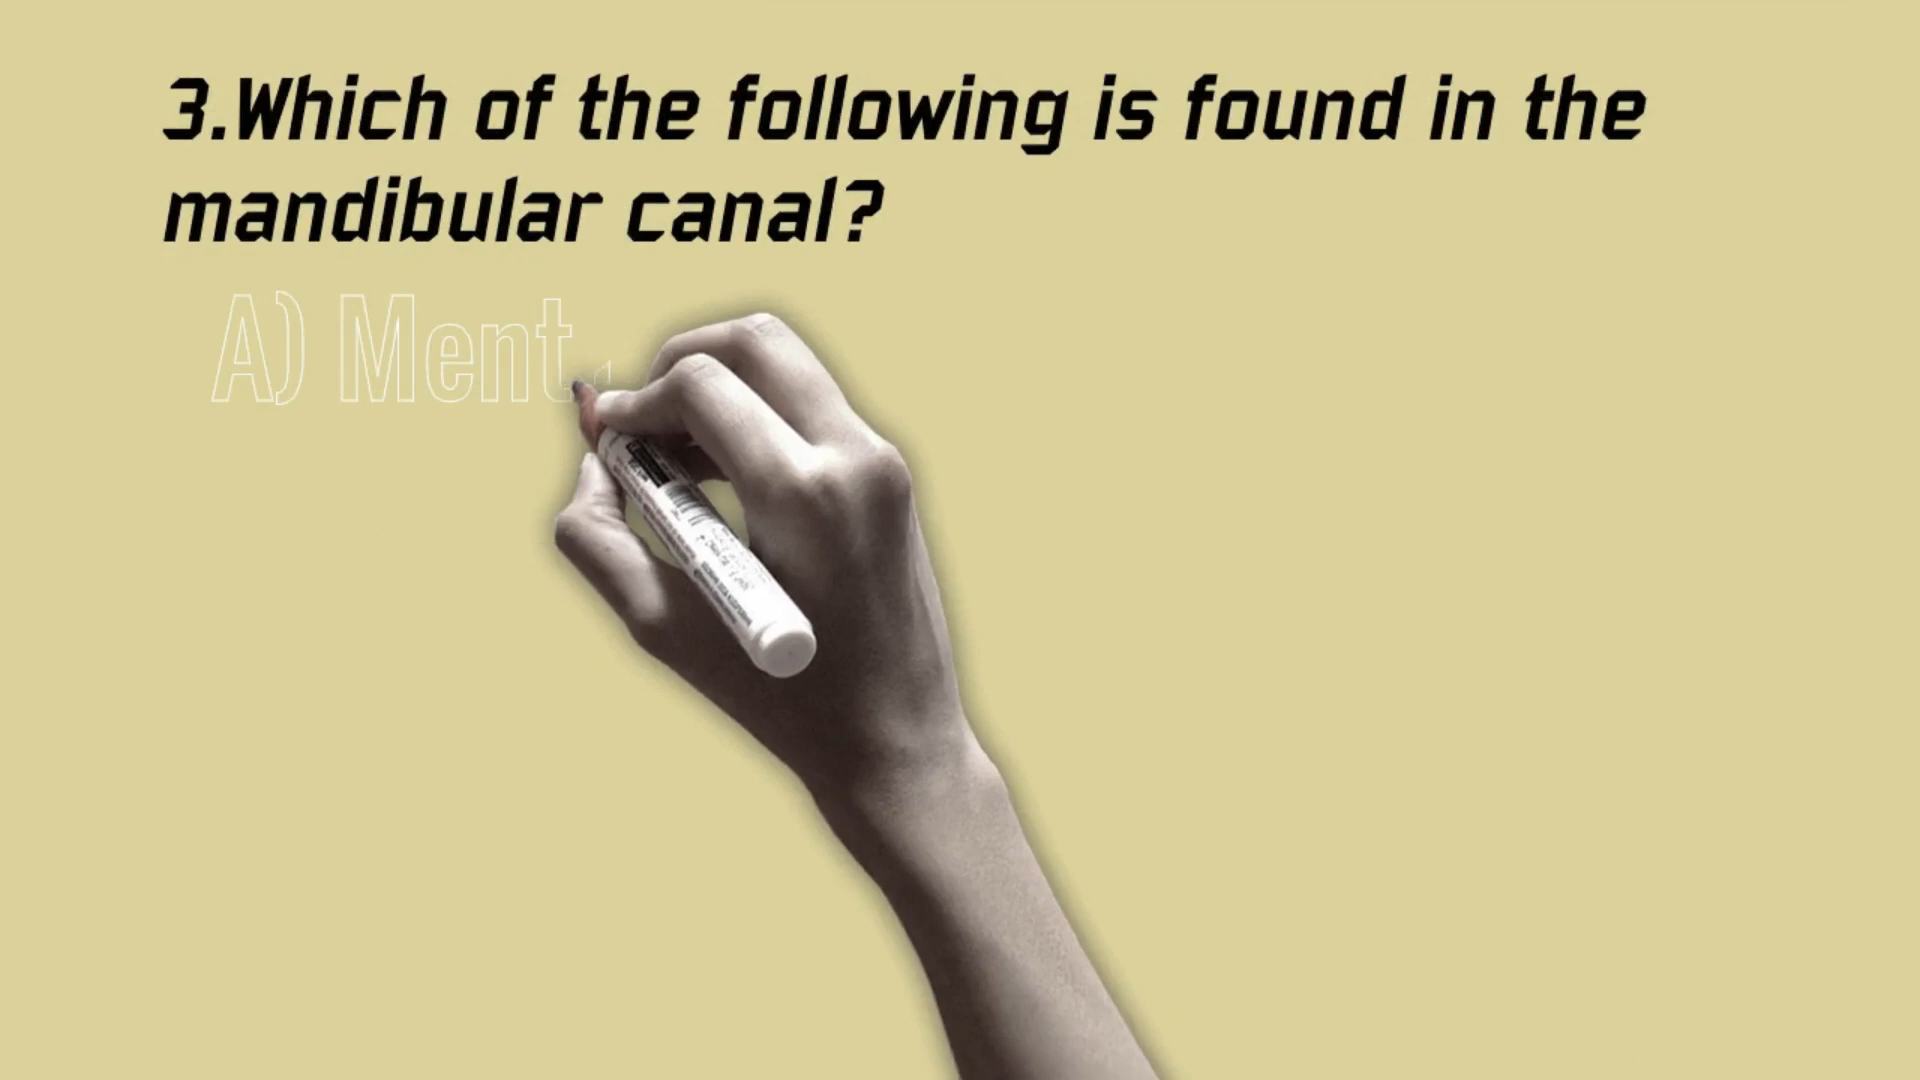 3.Which of the following is found in the
mandibular canal?
A) Ment